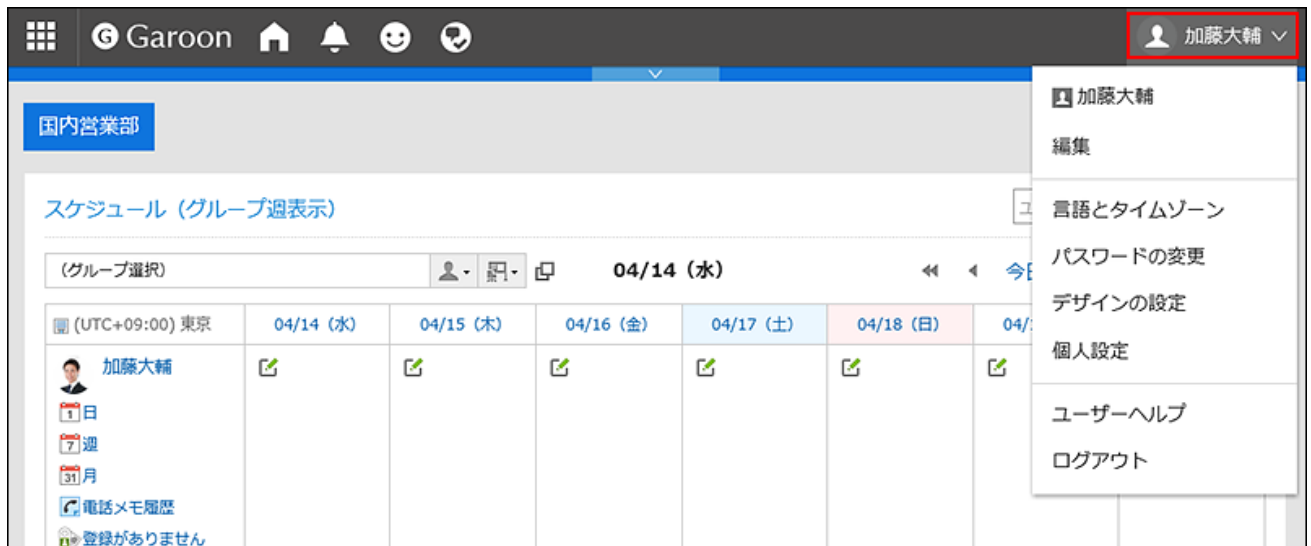 Garoon
加藤大輔
加藤大輔
編集
言語とタイムゾーン
パスワードの変更
デザインの設定
個人設定
ユーザーヘルプ
ログアウト
国内営業部
スケジュール（グループ週表示）
（グループ選択）
04/14（水）
(UTC+09:00) 東京 04/14（水） 04/15（木） 04/16（金） 04/17（土） 04/18（日） 04/
加藤大輔
1 日
7 週
31 月
電話メモ履歴
登録がありません